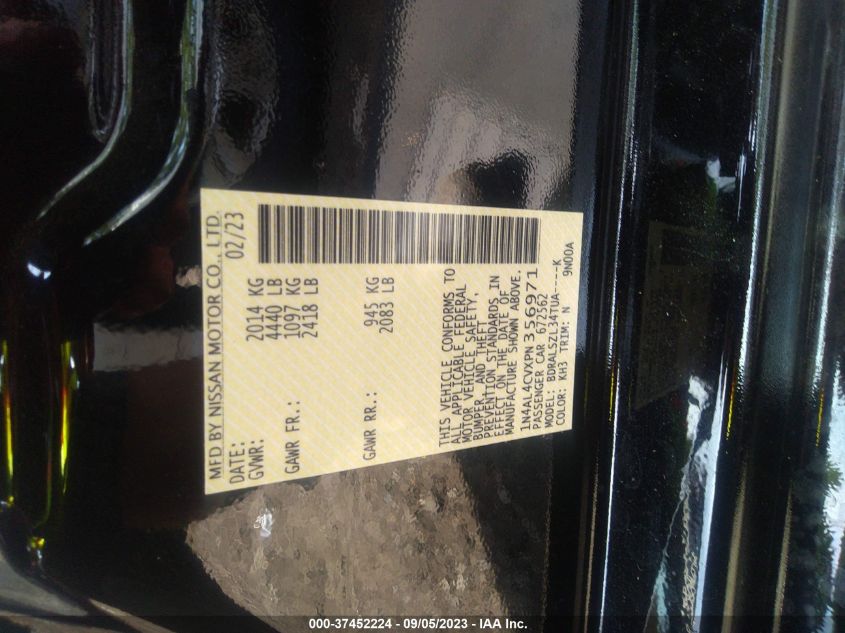 MFD BY NISSAN MOTOR CO., LTD.
DATE: 02/23
GVWR: 2014 KG
4440 LB
GAWR FR.: 1097 KG
2418 LB
GAWR RR.: 945 KG
2083 LB
THIS VEHICLE CONFORMS TO
ALL APPLICABLE FEDERAL
MOTOR VEHICLE SAFETY,
BUMPER, AND THEFT
PREVENTION STANDARDS IN
EFFECT ON THE DATE OF
MANUFACTURE SHOWN ABOVE.
1N4AL4CVXPN356971
PASSENGER CAR 672562
MODEL: BDRALSZL34TUA----K
COLOR: KH3 TRIM: N 9N00A
000-37452224 - 09/05/2023 - IAA Inc.